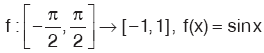 f : [-π/2, π/2] → [-1, 1], f(x) = sin x